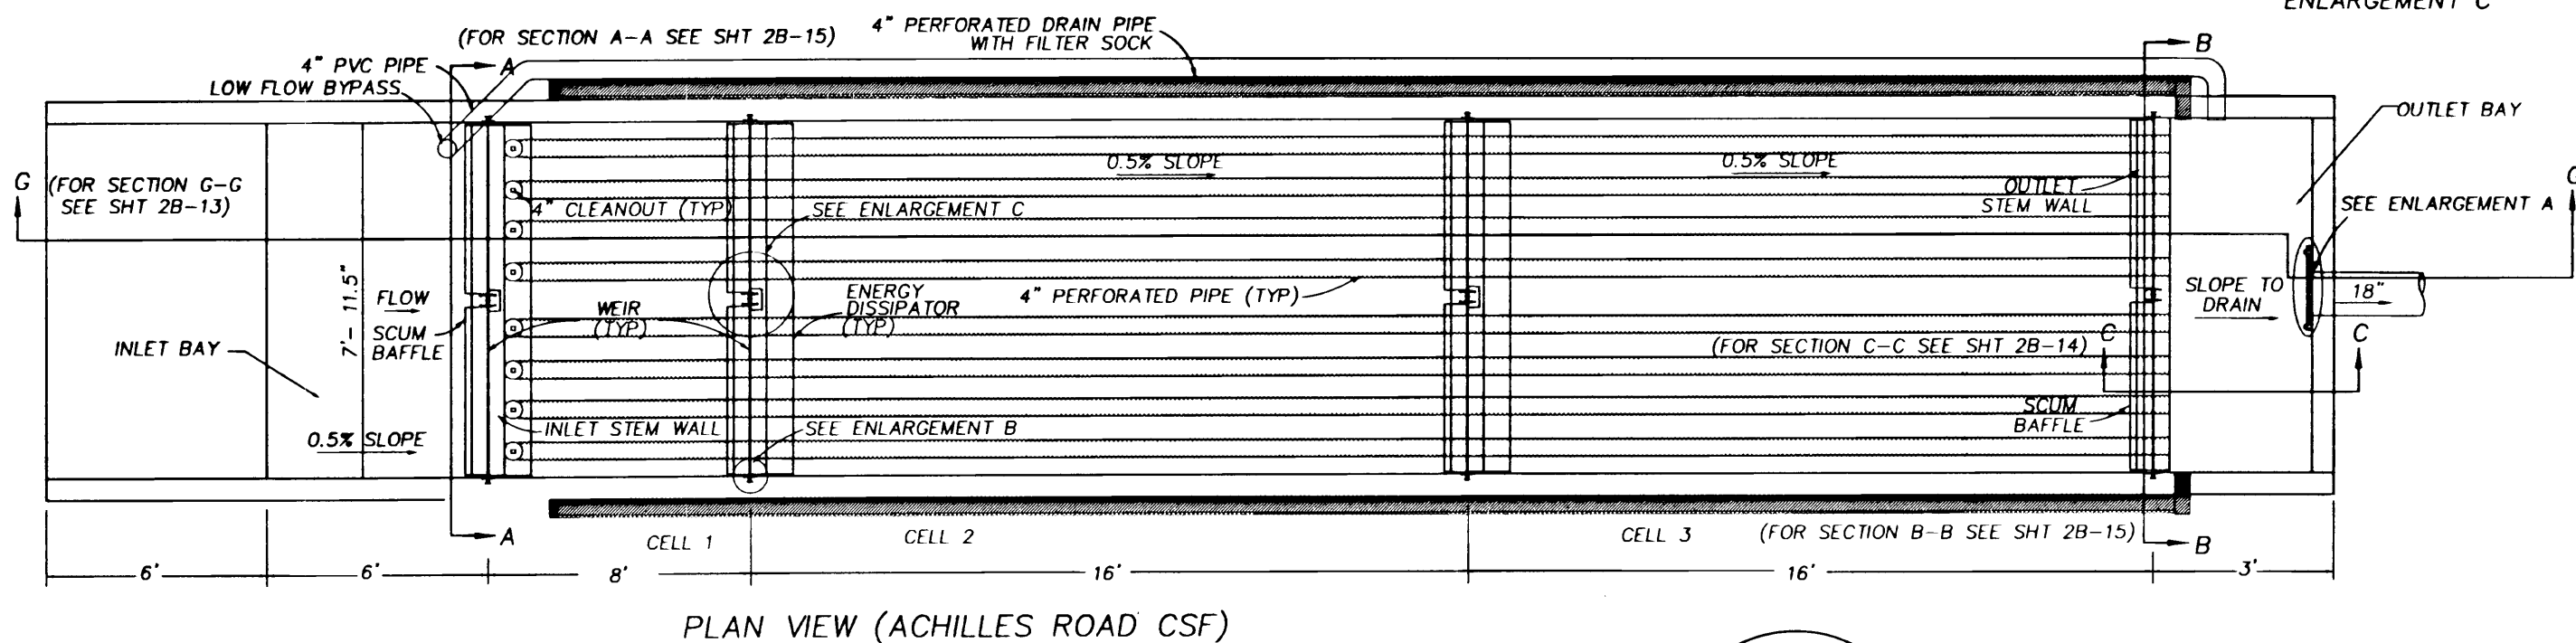 ENLARGEMENT C
(FOR SECTION A-A SEE SHT 2B-15)
4" PERFORATED DRAIN PIPE
WITH FILTER SOCK
4" PVC PIPE
LOW FLOW BYPASS
A
B
OUTLET BAY
G
(FOR SECTION G-G
SEE SHT 2B-13)
0.5% SLOPE
0.5% SLOPE
4" CLEANOUT (TYP)
SEE ENLARGEMENT C
OUTLET
STEM WALL
SEE ENLARGEMENT A
7'- 11.5"
FLOW
SCUM
BAFFLE
WEIR
(TYP)
ENERGY
DISSIPATOR
(TYP)
4" PERFORATED PIPE (TYP)
SLOPE TO
DRAIN
18"
INLET BAY
(FOR SECTION C-C SEE SHT 2B-14)
C
C
0.5% SLOPE
INLET STEM WALL
SEE ENLARGEMENT B
SCUM
BAFFLE
A
CELL 1
CELL 2
CELL 3
(FOR SECTION B-B SEE SHT 2B-15)
B
6'
6'
8'
16'
16'
3'
PLAN VIEW (ACHILLES ROAD CSF)